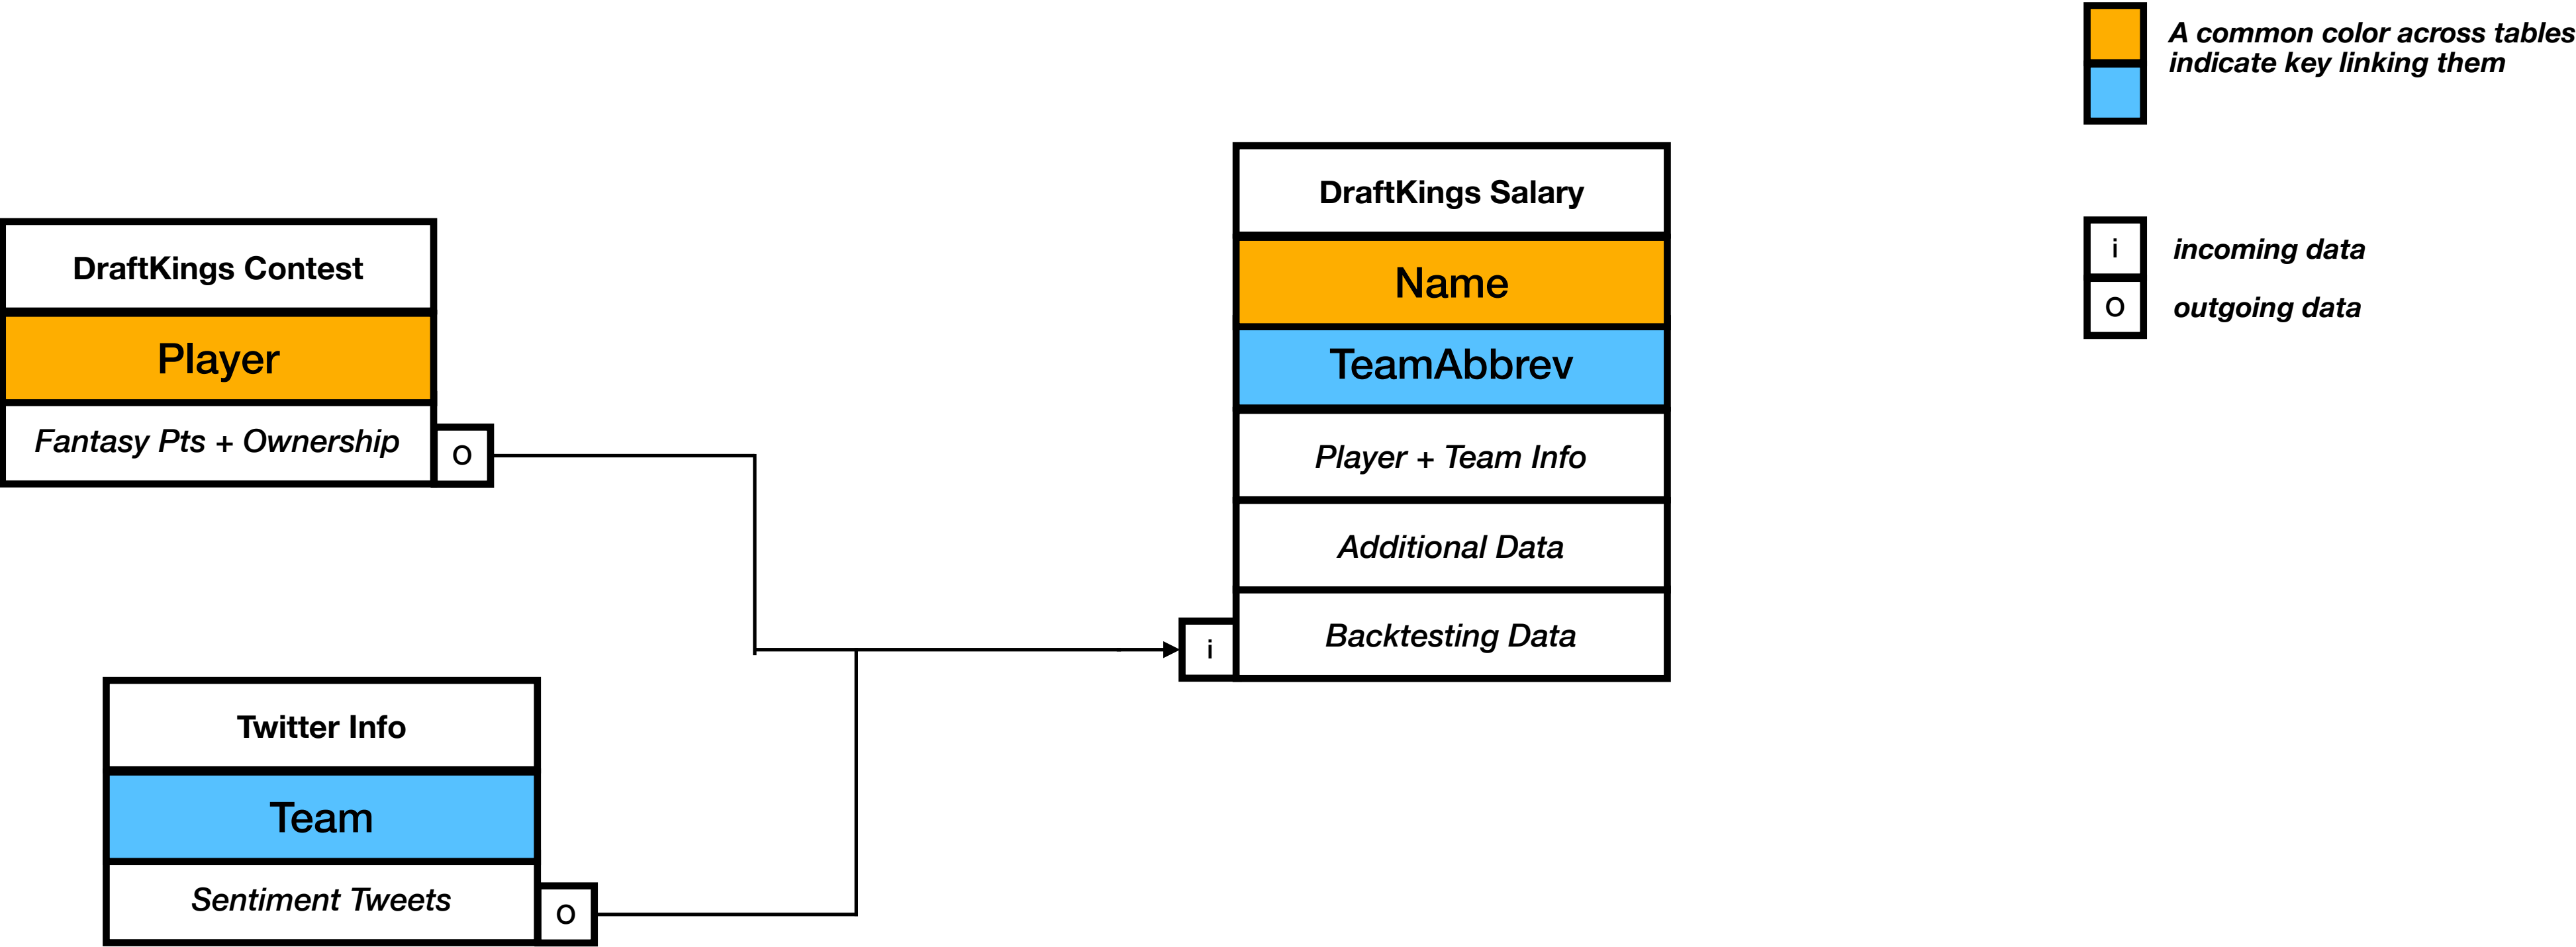 A common color across tables
indicate key linking them
i incoming data
O outgoing data
DraftKings Contest
Player
Fantasy Pts + Ownership
O
Twitter Info
Team
Sentiment Tweets
O
DraftKings Salary
Name
TeamAbbrev
Player + Team Info
Additional Data
i
Backtesting Data